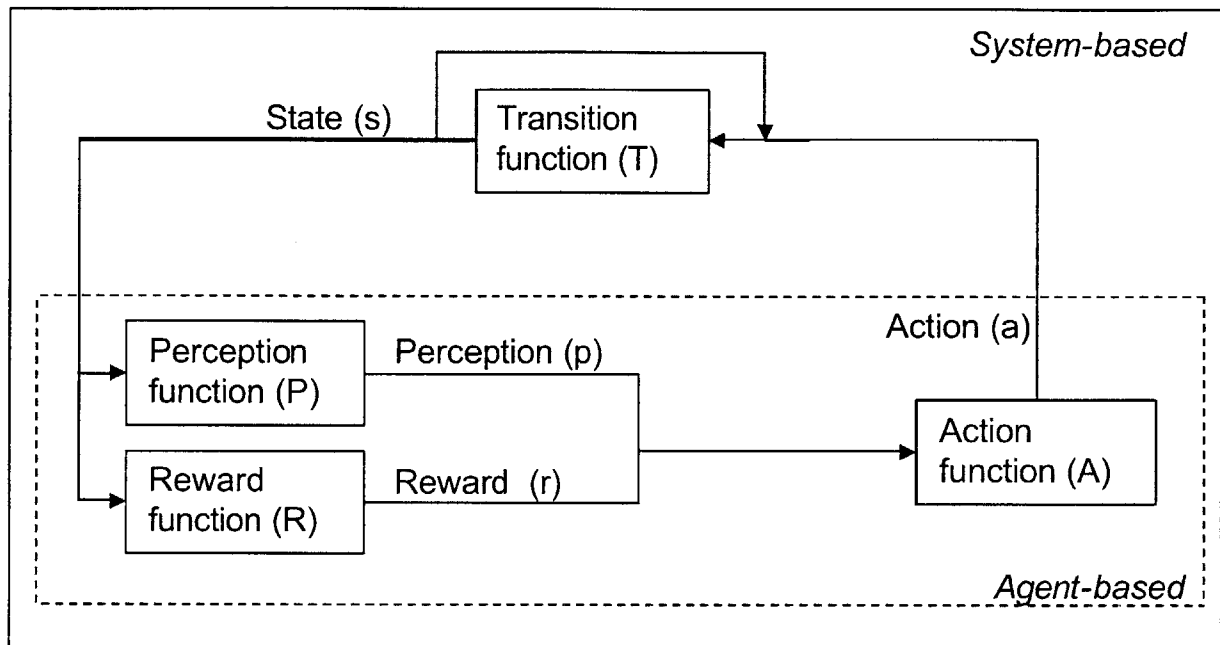 System-based
State (s)
Transition
function (T)
Action (a)
Perception
function (P)
Perception (p)
Action
function (A)
Reward
function (R)
Reward (r)
Agent-based